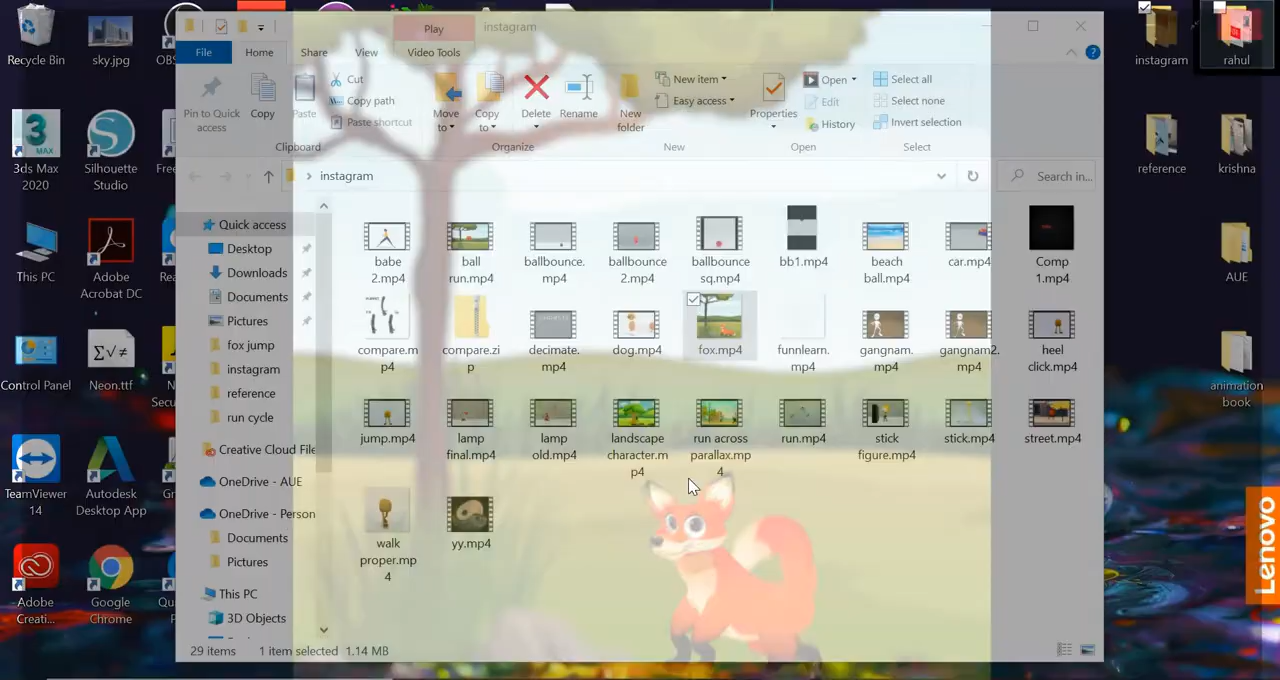 Play
instagram
File
Home
Share
View
Video Tools
Pin to Quick
access
Copy
Paste
Cut
Copy path
Paste shortcut
Clipboard
Move
to
Copy
to
Delete
Rename
Organize
New
folder
New item
Easy access
New
Properties
Open
Edit
History
Open
Select all
Select none
Invert selection
Select
instagram
Search in...
Quick access
Desktop
Downloads
Documents
Pictures
fox jump
instagram
reference
run cycle
Creative Cloud File
OneDrive - AUE
OneDrive - Person
Documents
Pictures
This PC
3D Objects
babe
2.mp4
ball
run.mp4
ballbounce.
mp4
ballbounce
2.mp4
ballbounce
sq.mp4
bb1.mp4
beach
ball.mp4
car.mp4
Comp
1.mp4
compare.m
p4
compare.zi
p
decimate.
mp4
dog.mp4
fox.mp4
funnlearn.
mp4
gangnam.
mp4
gangnam2.
mp4
heel
click.mp4
jump.mp4
lamp
final.mp4
lamp
old.mp4
landscape
character.m
p4
run across
parallax.mp
4
run.mp4
stick
figure.mp4
stick.mp4
street.mp4
walk
proper.mp
4
yy.mp4
29 items
1 item selected
1.14 MB
Recycle Bin
sky.jpg
OBS
3ds Max
2020
Silhouette
Studio
This PC
Adobe
Acrobat DC
Control Panel
Neon.ttf
TeamViewer
14
Autodesk
Desktop App
Adobe
Creati...
Google
Chrome
instagram
rahul
reference
krishna
AUE
animation
book
Lenovo